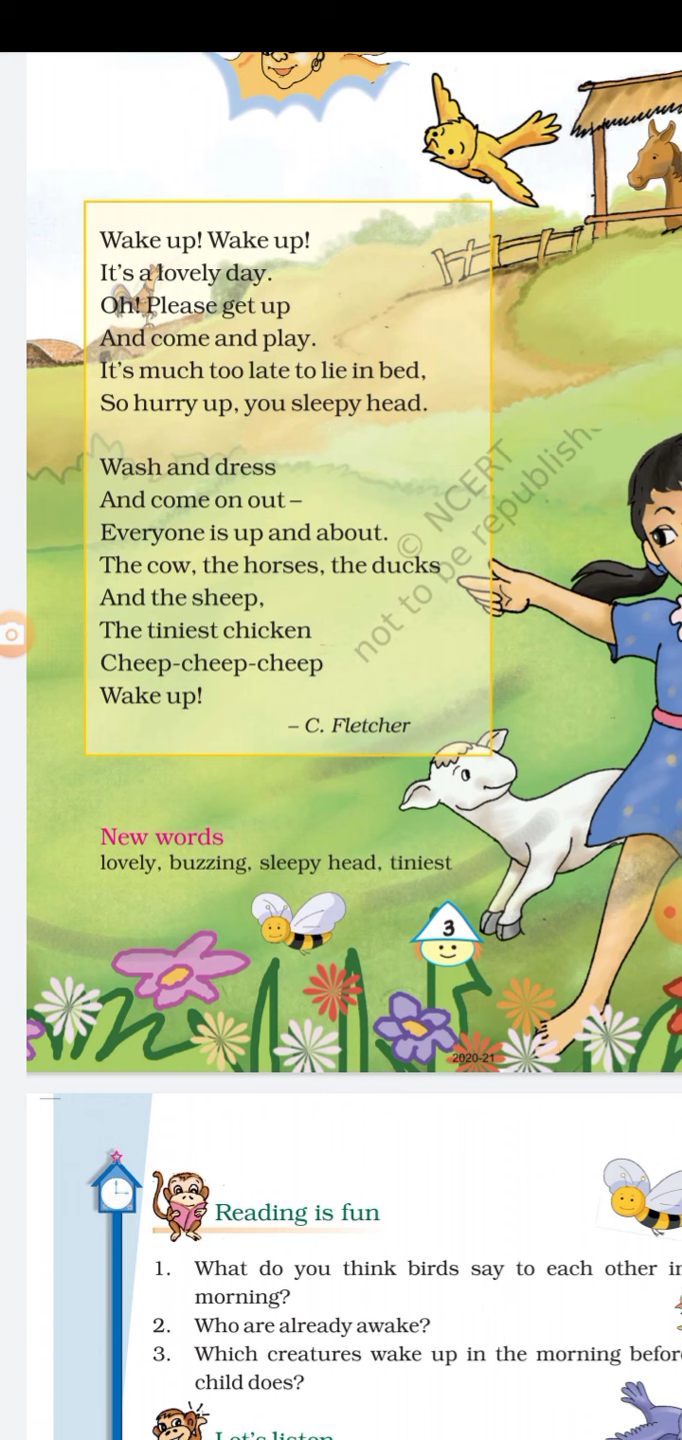 Wake up! Wake up!
It's a lovely day.
Oh! Please get up
And come and play.
It's much too late to lie in bed,
So hurry up, you sleepy head.
Wash and dress
And come on out –
Everyone is up and about.
The cow, the horses, the ducks
And the sheep,
The tiniest chicken
Cheep-cheep-cheep
Wake up!
– C. Fletcher
© NCERT
not to be
New words
lovely, buzzing, sleepy head, tiniest
3
2020-21
Reading is fun
1. What do you think birds say to each other
morning?
2. Who are already awake?
3. Which creatures wake up in the morning
child does?
Let's listen